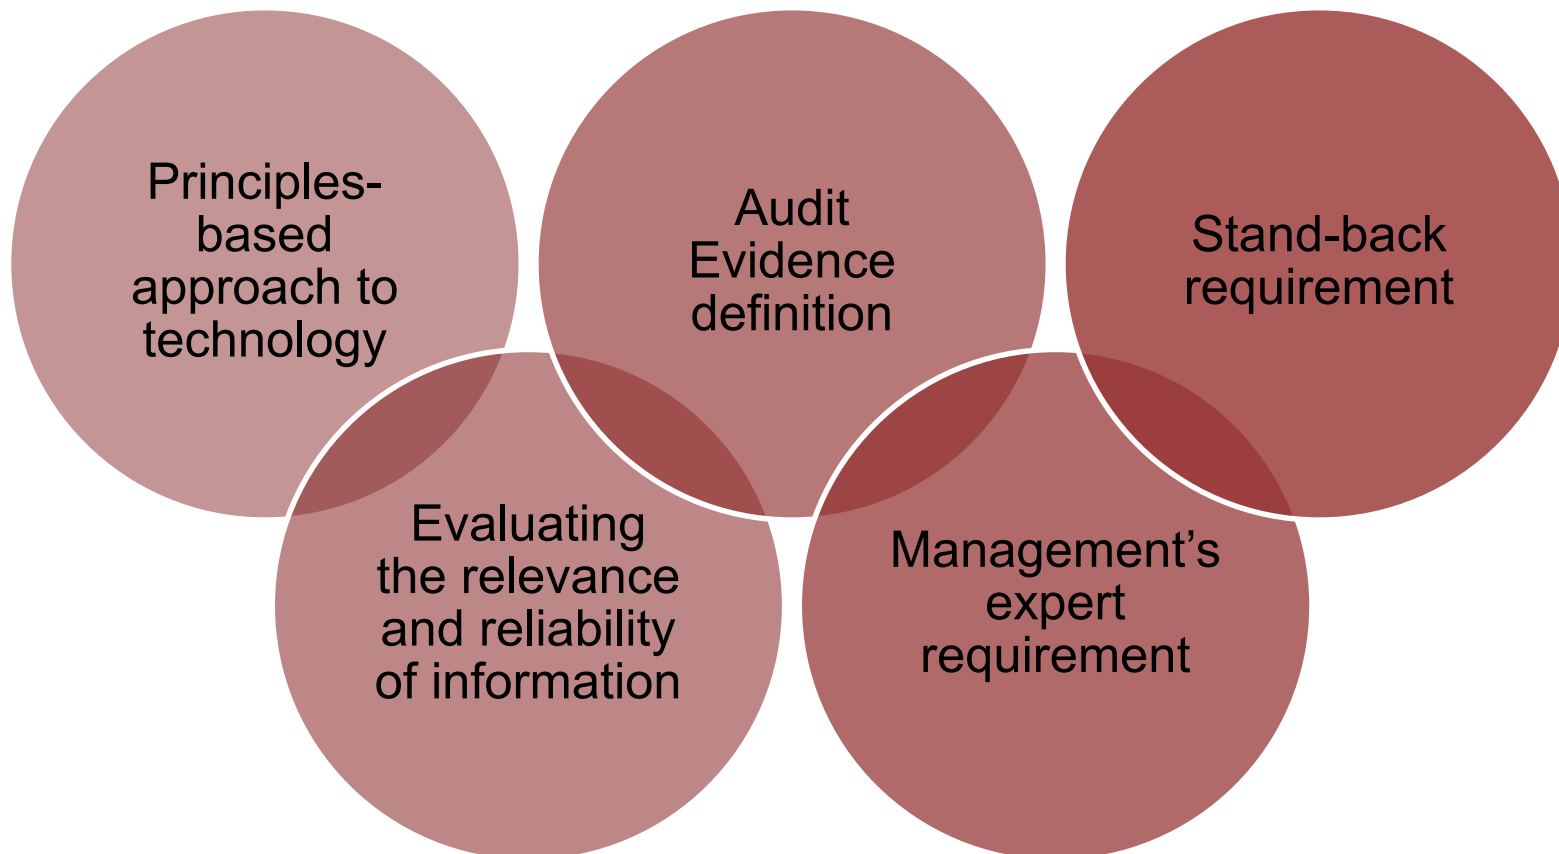 Principles-
based
approach to
technology
Evaluating
the relevance
and reliability
of information
Audit
Evidence
definition
Management’s
expert
requirement
Stand-back
requirement